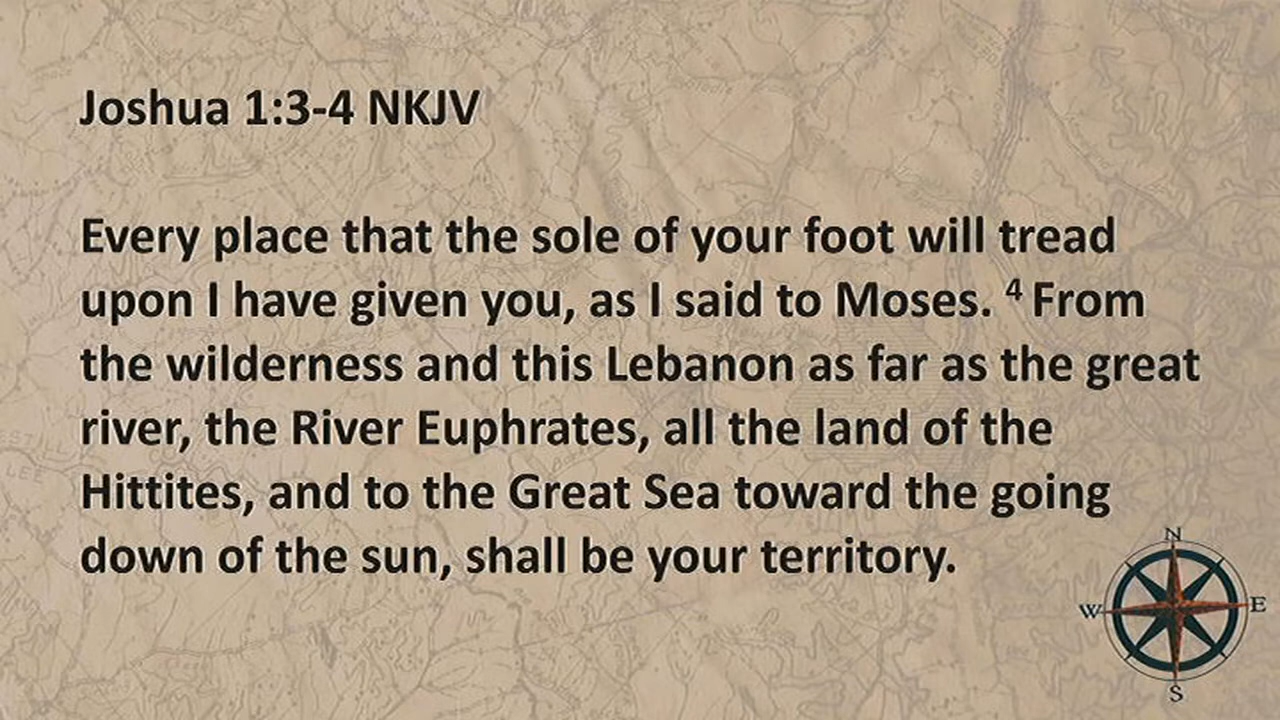 Joshua 1:3-4 NKJV
Every place that the sole of your foot will tread
upon I have given you, as I said to Moses. ⁴ From
the wilderness and this Lebanon as far as the great
river, the River Euphrates, all the land of the
Hittites, and to the Great Sea toward the going
down of the sun, shall be your territory.
N
W E
S